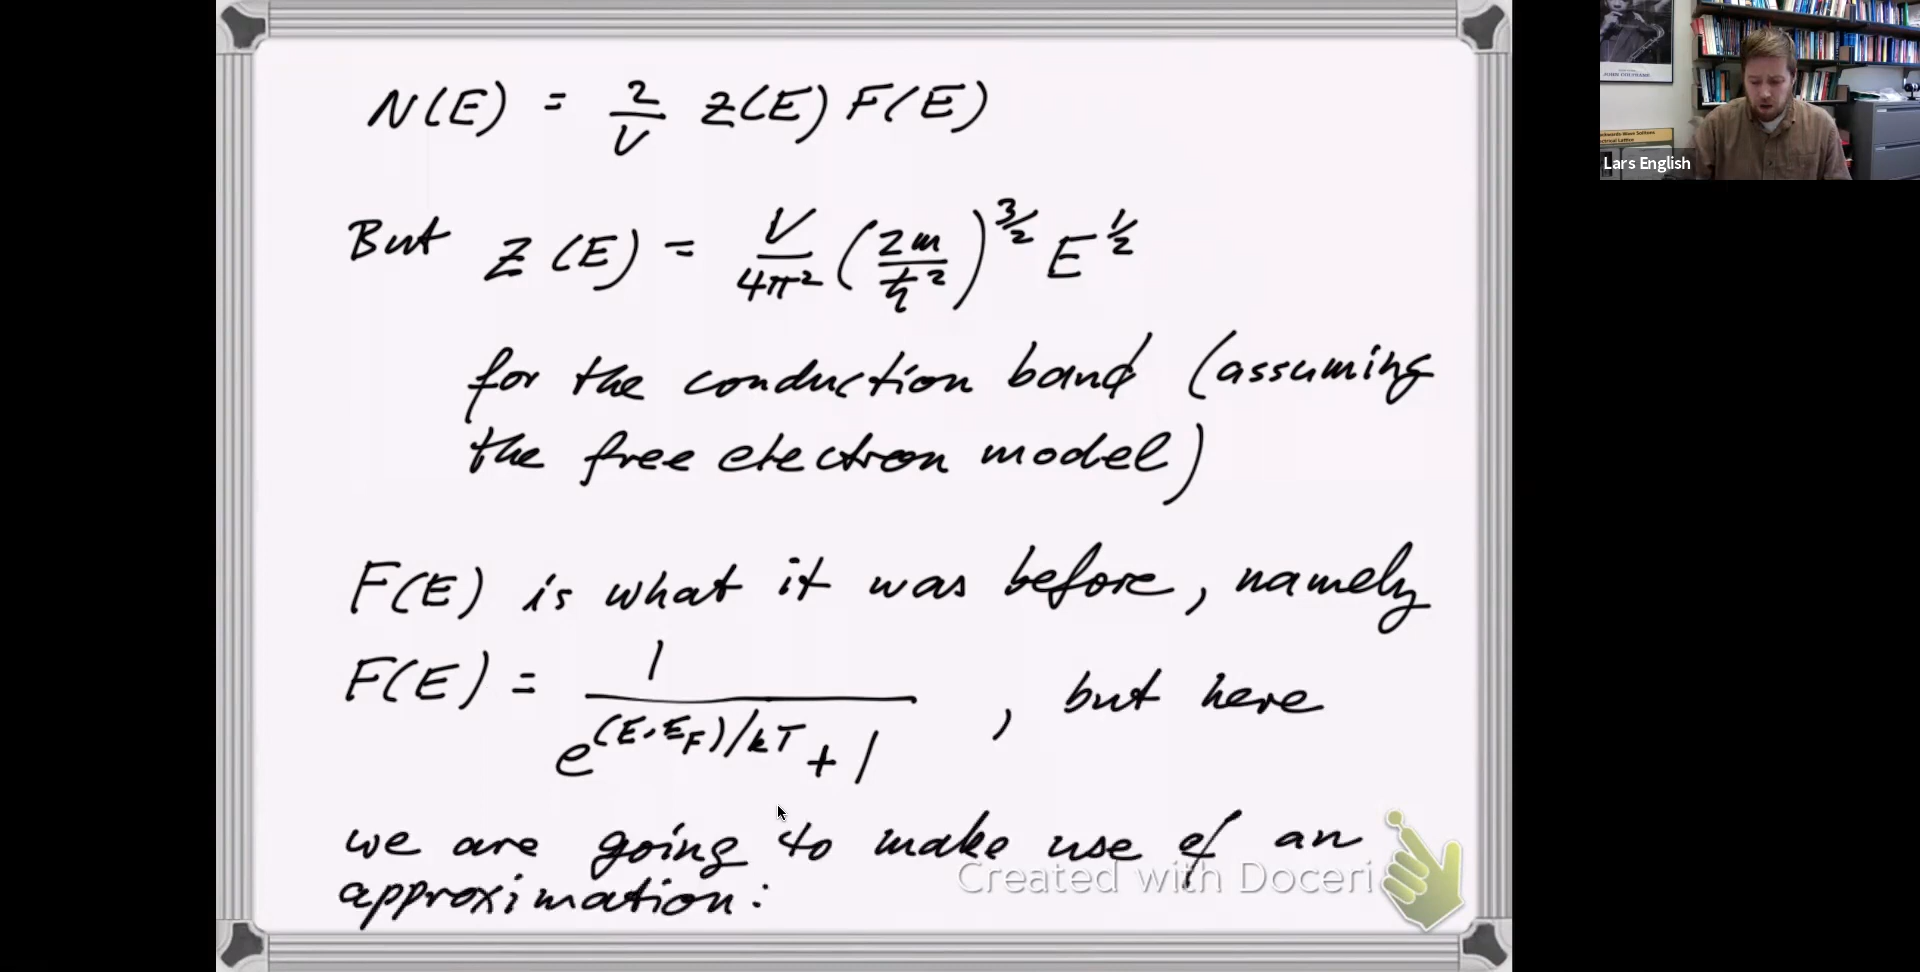 N(E) = 2/V Z(E) F(E)
But Z(E) = V/4π² (2m/ħ²)^3/2 E^1/2
for the conduction band (assuming
the free electron model)
F(E) is what it was before, namely
F(E) = 1/(e^(E-E_F)/kT + 1) , but here
we are going to make use of an
approximation:
Created with Doceri
Lars English
JOHN COLTRANE